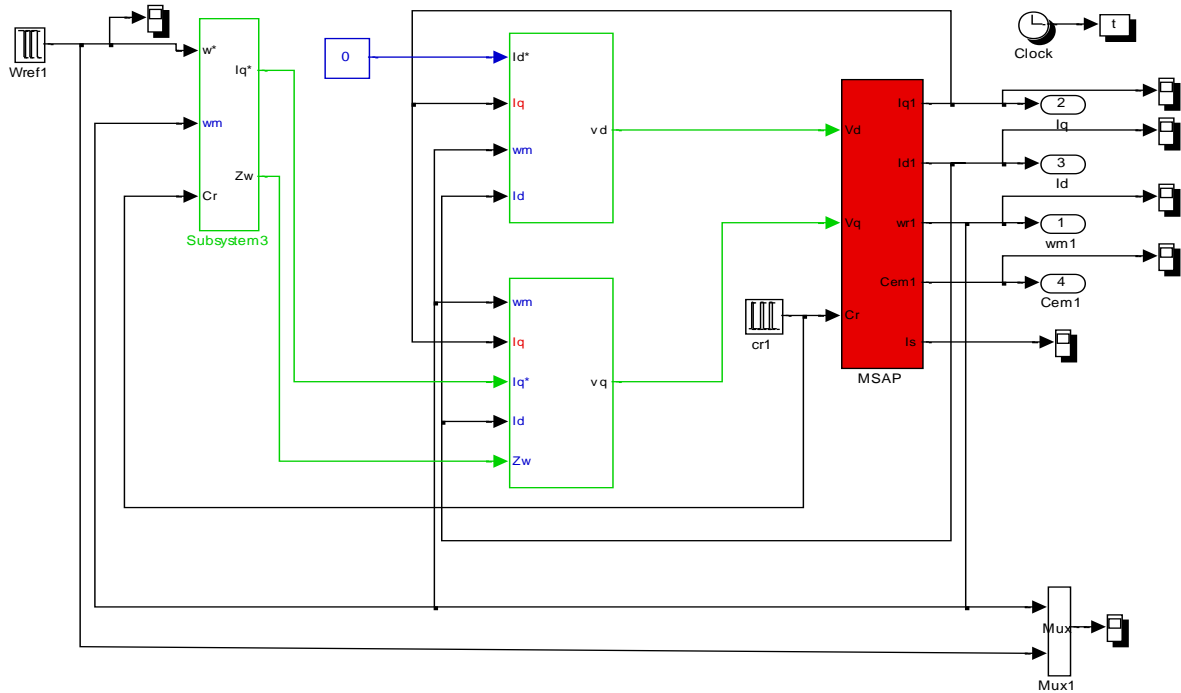 Wref1
w*
wm
Cr
Iq*
Zw
Subsystem3
0
Id*
Iq
wm
Id
vd
wm
Iq
Iq*
Id
Zw
vq
cr1
Vd
Vq
Cr
Iq1
Id1
wr1
Cem1
Is
MSAP
Clock
t
2
Iq
3
Id
1
wm1
4
Cem1
Mux
Mux1